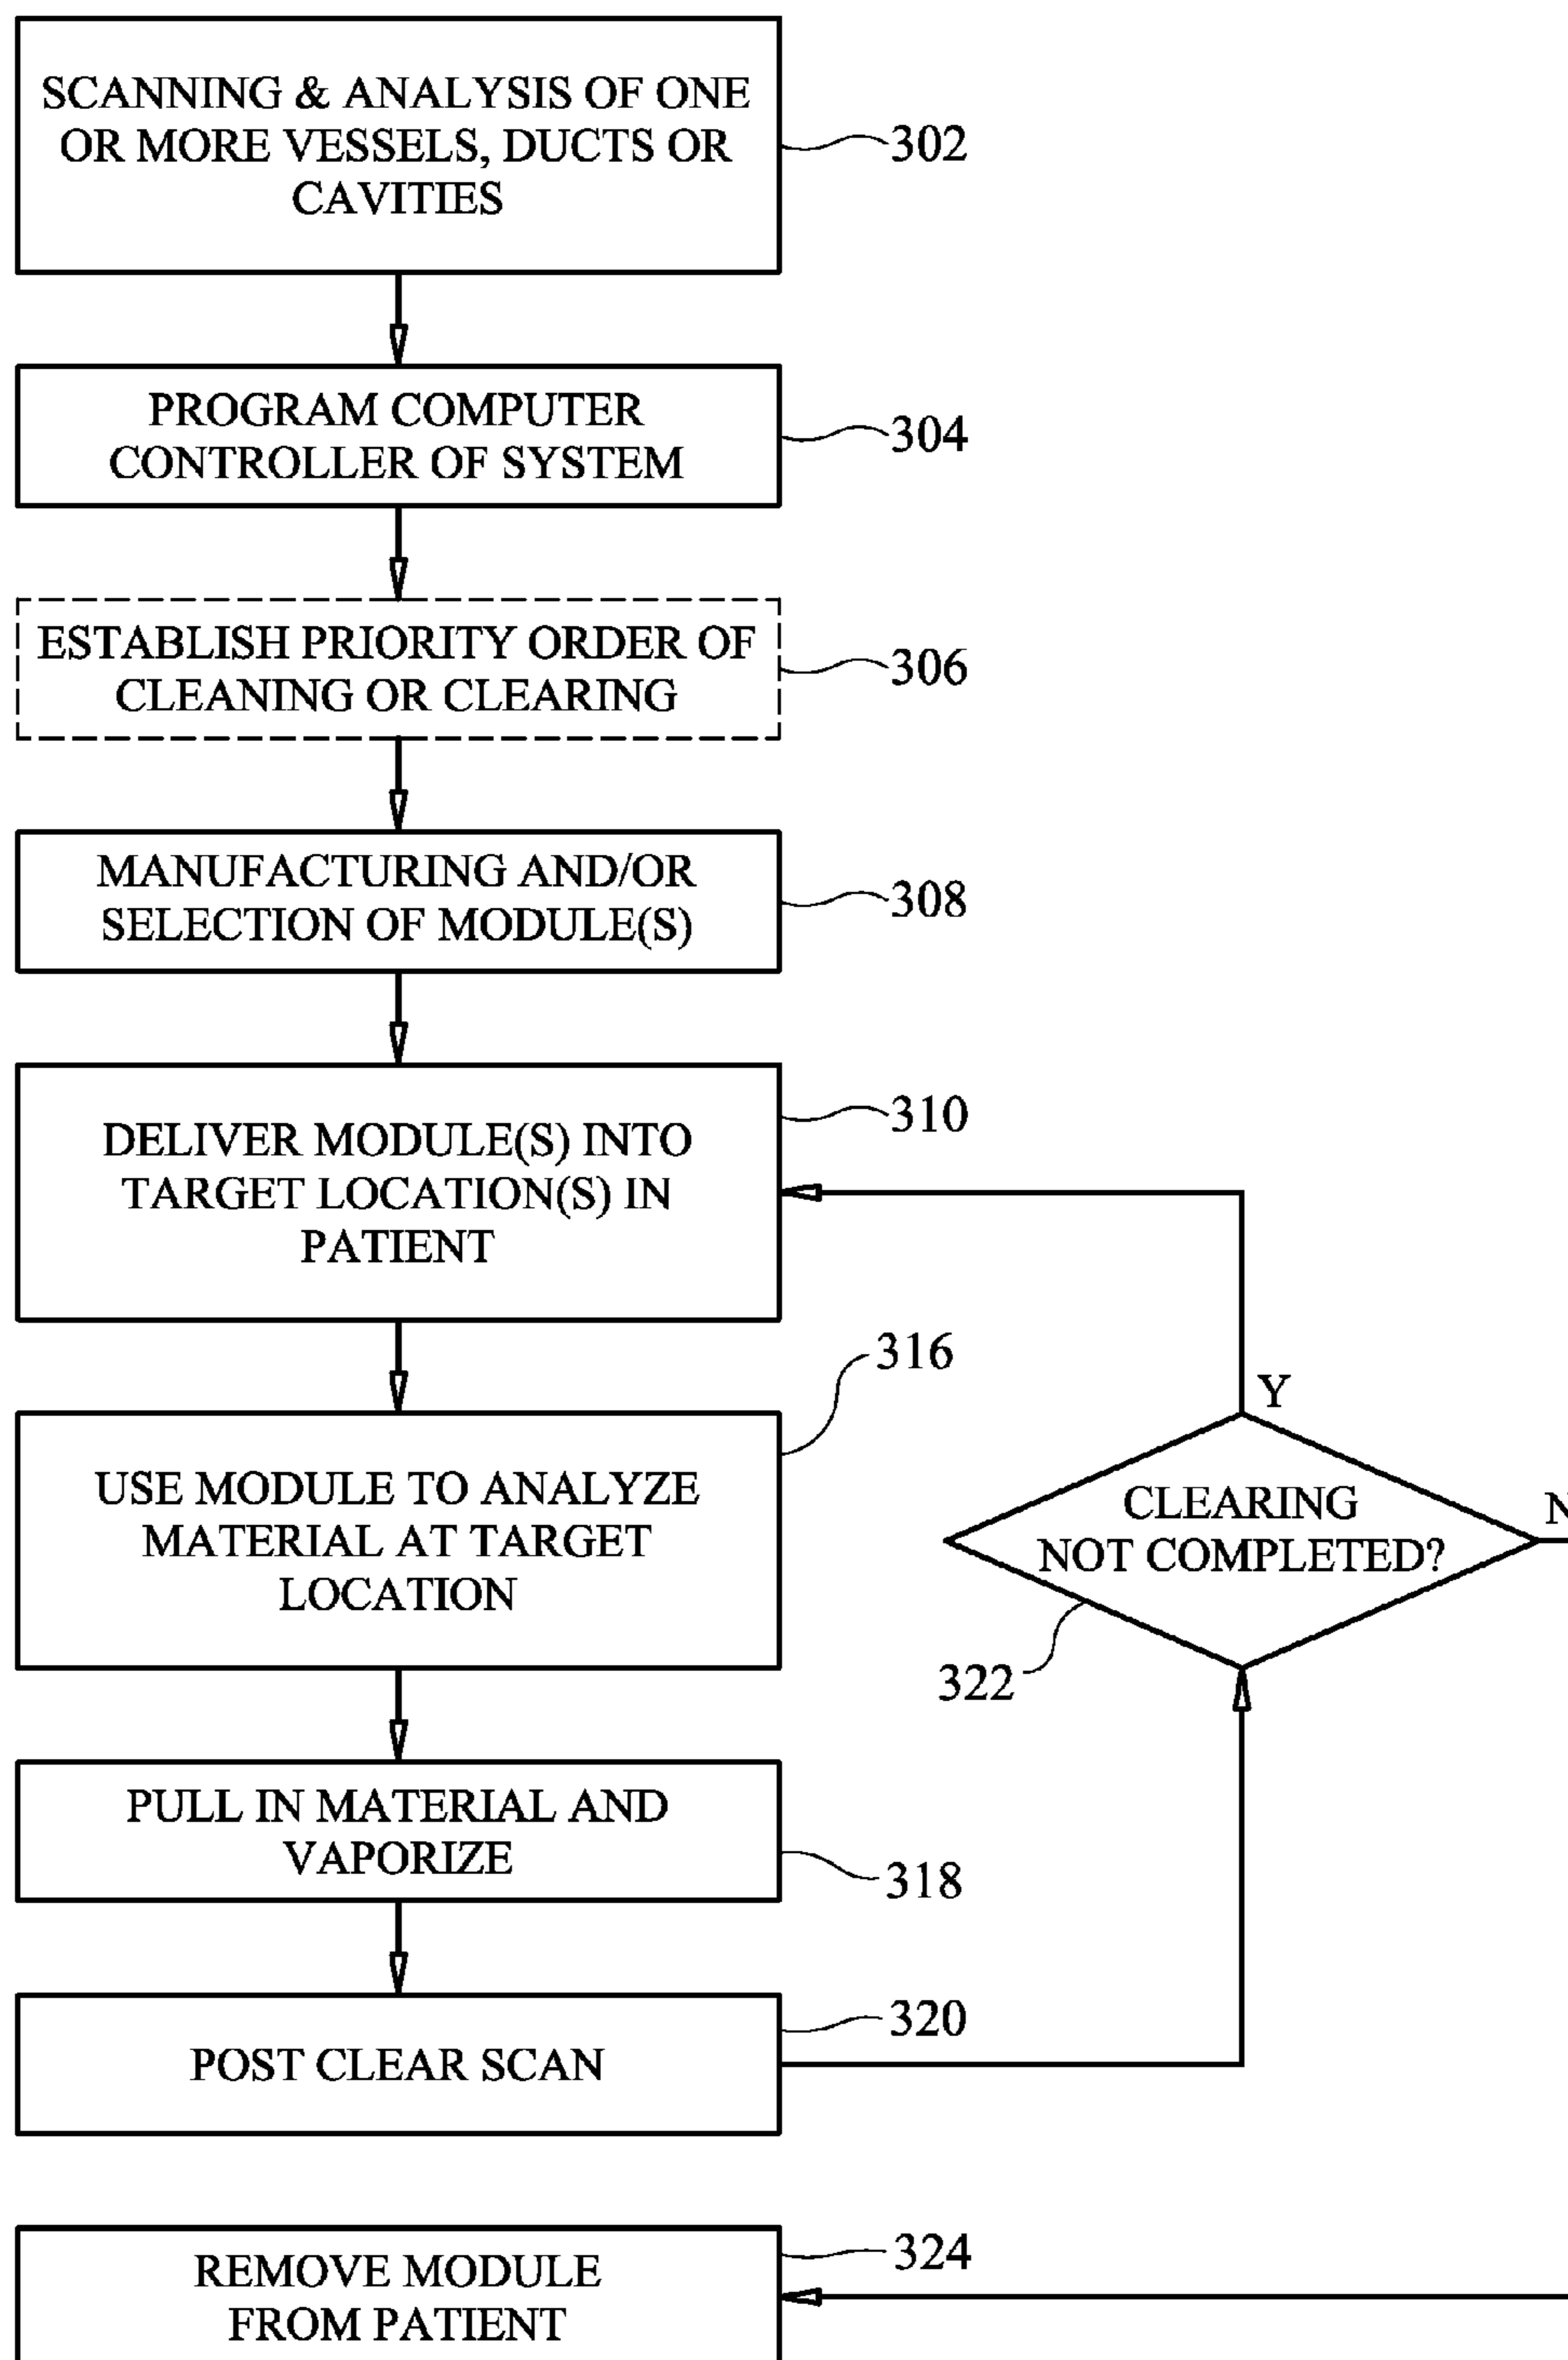 SCANNING & ANALYSIS OF ONE
OR MORE VESSELS, DUCTS OR
CAVITIES
302
PROGRAM COMPUTER
CONTROLLER OF SYSTEM
304
ESTABLISH PRIORITY ORDER OF
CLEANING OR CLEARING
306
MANUFACTURING AND/OR
SELECTION OF MODULE(S)
308
DELIVER MODULE(S) INTO
TARGET LOCATION(S) IN
PATIENT
310
USE MODULE TO ANALYZE
MATERIAL AT TARGET
LOCATION
316
Y
CLEARING
NOT COMPLETED?
N
322
PULL IN MATERIAL AND
VAPORIZE
318
POST CLEAR SCAN
320
REMOVE MODULE
FROM PATIENT
324